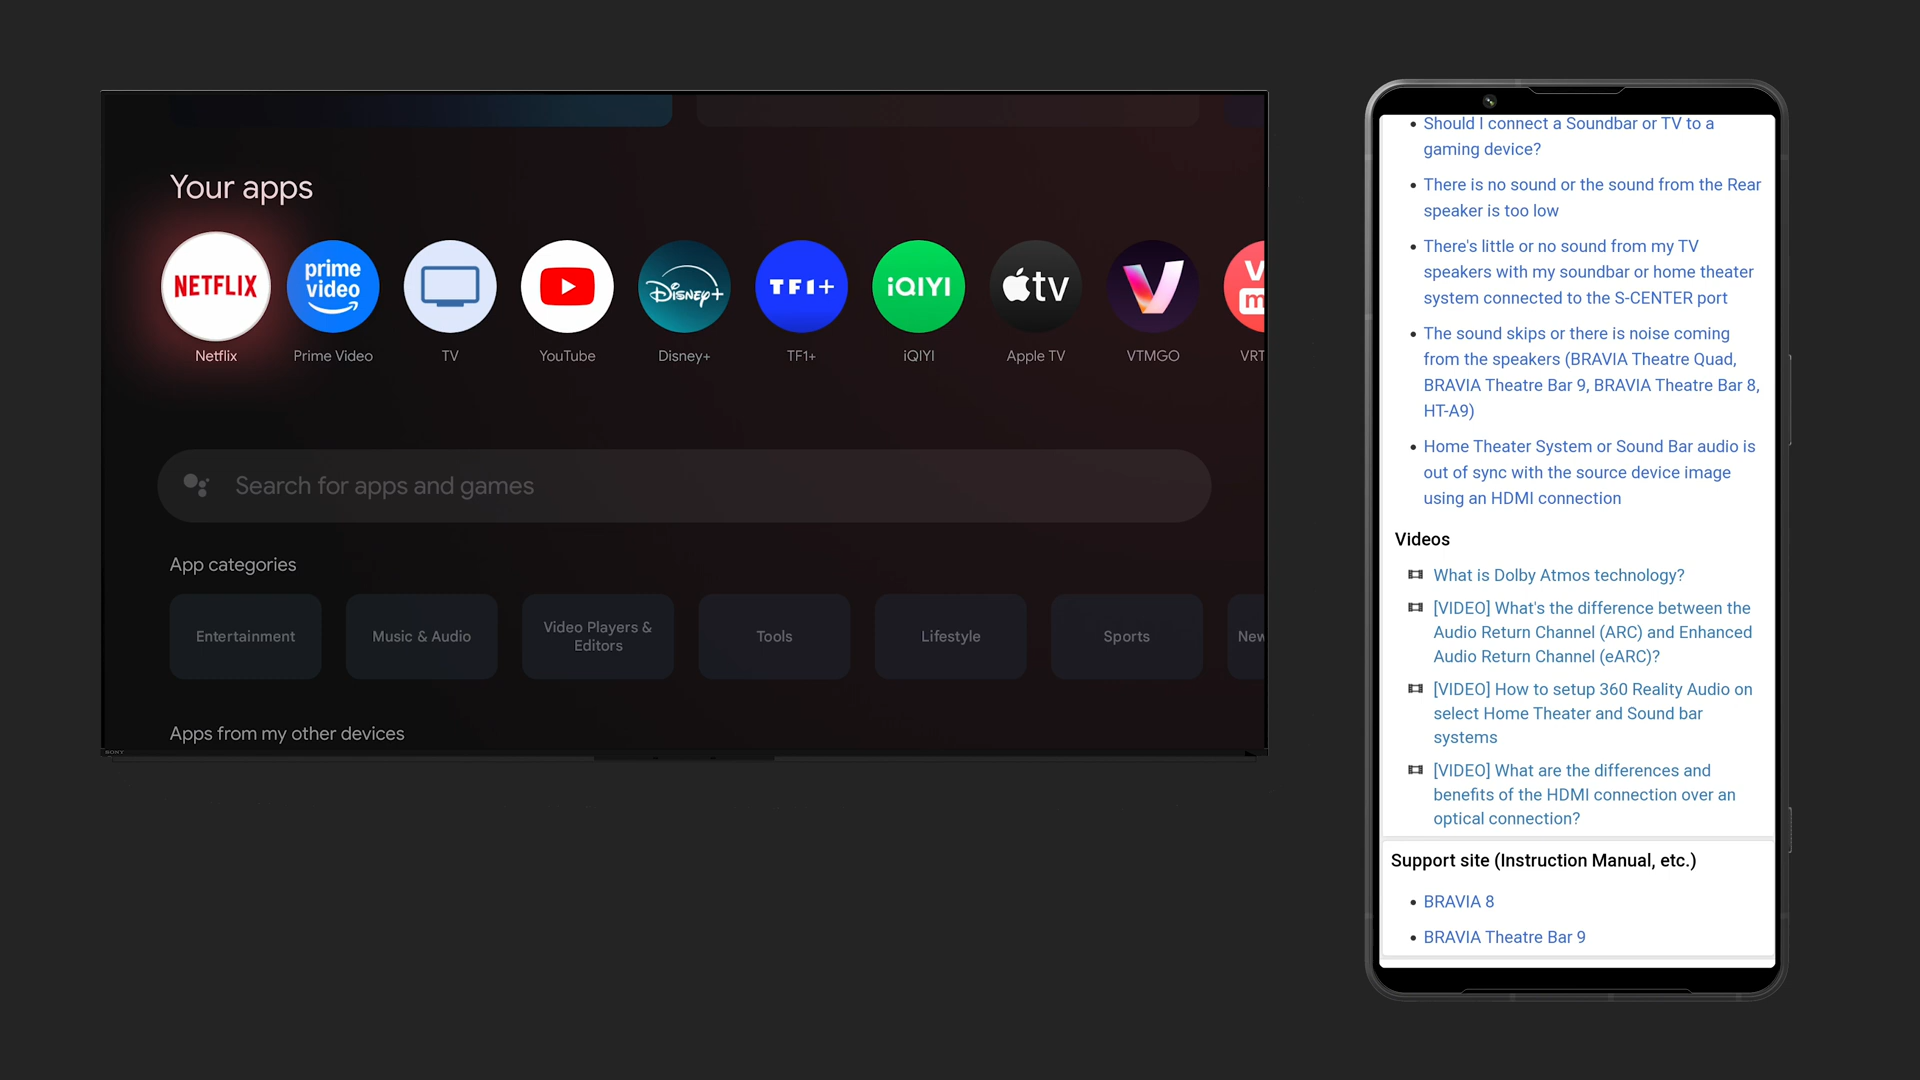 Your apps
NETFLIX
prime
video
Disney+
TF1+
iQIYI
tv
V
V
m
Netflix
Prime Video
TV
YouTube
Disney+
TF1+
iQIYI
Apple TV
VTMGO
VRT
Search for apps and games
App categories
Entertainment
Music & Audio
Video Players &
Editors
Tools
Lifestyle
Sports
New
Apps from my other devices
SONY
Should I connect a Soundbar or TV to a
gaming device?
There is no sound or the sound from the Rear
speaker is too low
There's little or no sound from my TV
speakers with my soundbar or home theater
system connected to the S-CENTER port
The sound skips or there is noise coming
from the speakers (BRAVIA Theatre Quad,
BRAVIA Theatre Bar 9, BRAVIA Theatre Bar 8,
HT-A9)
Home Theater System or Sound Bar audio is
out of sync with the source device image
using an HDMI connection
Videos
What is Dolby Atmos technology?
[VIDEO] What's the difference between the
Audio Return Channel (ARC) and Enhanced
Audio Return Channel (eARC)?
[VIDEO] How to setup 360 Reality Audio on
select Home Theater and Sound bar
systems
[VIDEO] What are the differences and
benefits of the HDMI connection over an
optical connection?
Support site (Instruction Manual, etc.)
BRAVIA 8
BRAVIA Theatre Bar 9